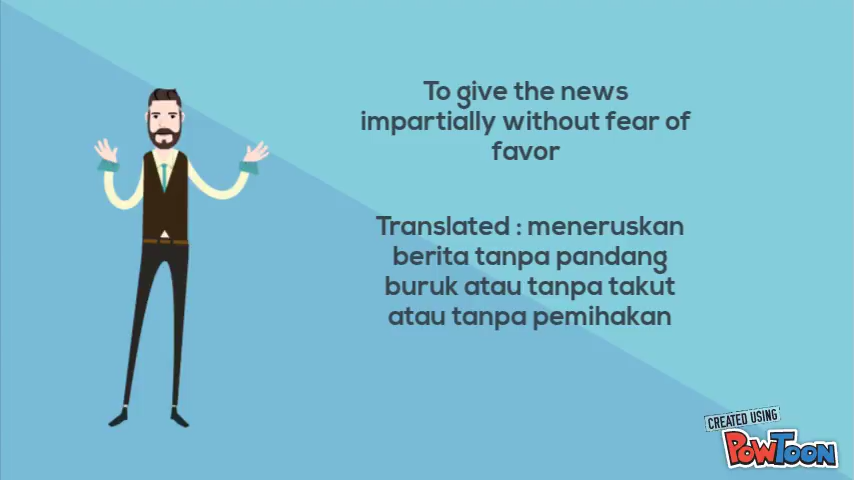 To give the news
impartially without fear of
favor
Translated : meneruskan
berita tanpa pandang
buruk atau tanpa takut
atau tanpa pemihakan
CREATED USING
POWTOON